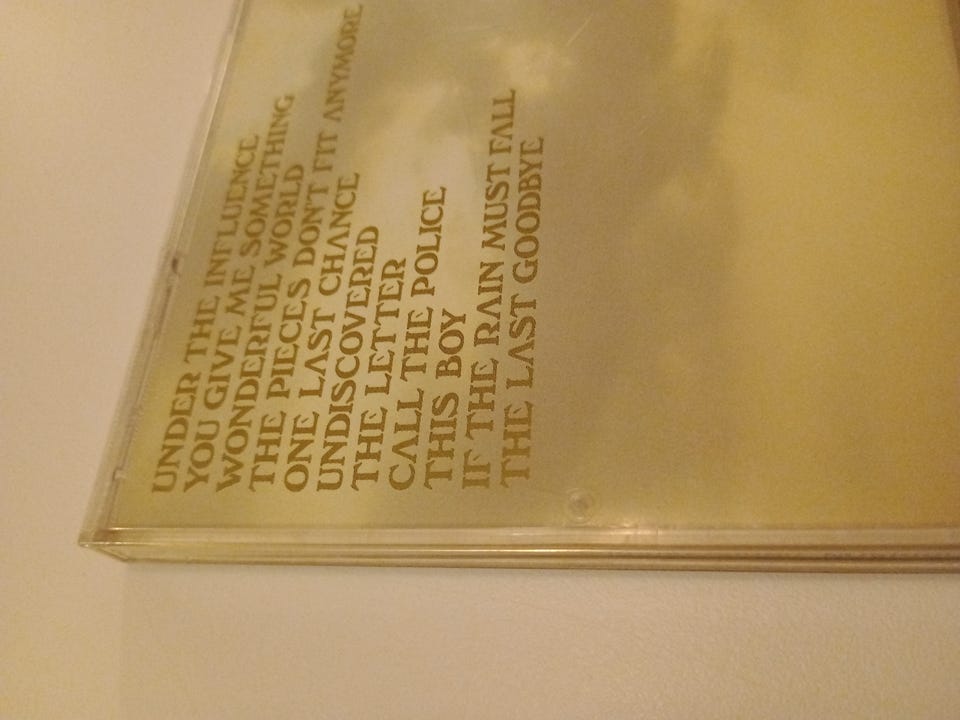 UNDER THE INFLUENCE
YOU GIVE ME SOMETHING
WONDERFUL WORLD
THE PIECES DON'T FIT ANYMORE
ONE LAST CHANCE
UNDISCOVERED
THE LETTER
CALL THE POLICE
THIS BOY
IF THE RAIN MUST FALL
THE LAST GOODBYE